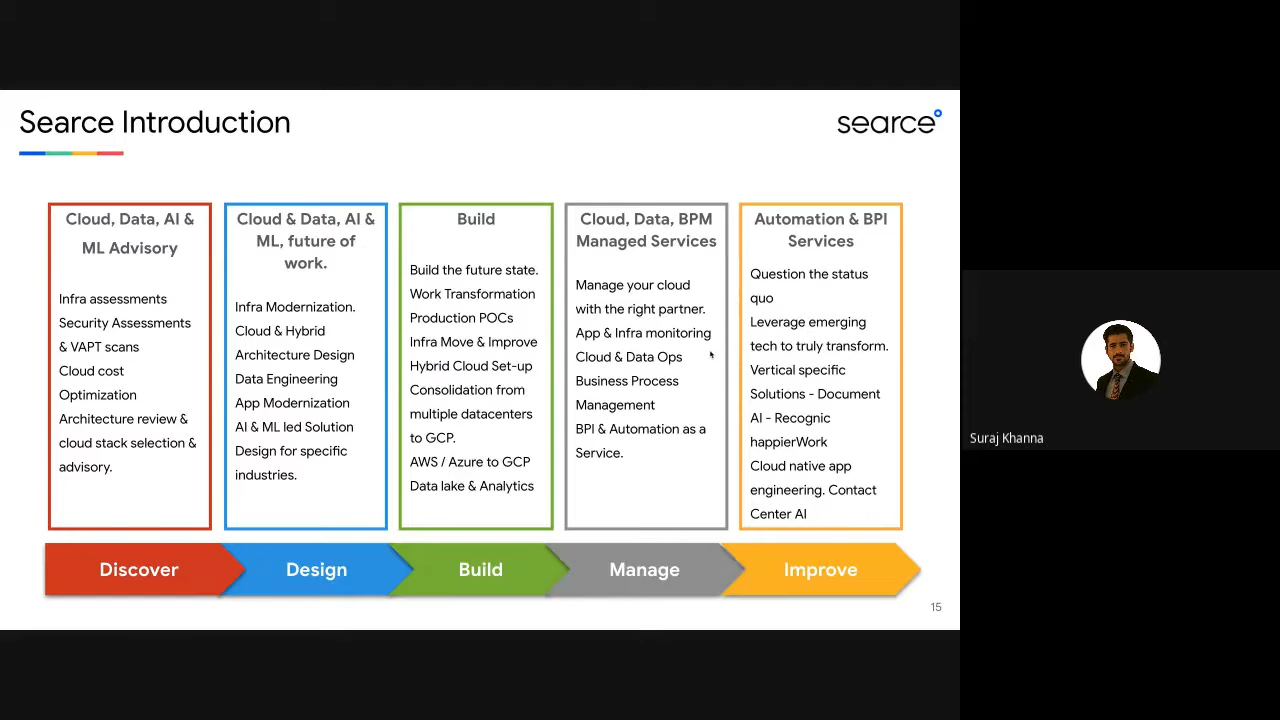 Searce Introduction
searce
Cloud, Data, AI &
ML Advisory
Infra assessments
Security Assessments
& VAPT scans
Cloud cost
Optimization
Architecture review &
cloud stack selection &
advisory.
Cloud & Data, AI &
ML, future of
work.
Infra Modernization.
Cloud & Hybrid
Architecture Design
Data Engineering
App Modernization
AI & ML led Solution
Design for specific
industries.
Build
Build the future state.
Work Transformation
Production POCs
Infra Move & Improve
Hybrid Cloud Set-up
Consolidation from
multiple datacenters
to GCP.
AWS / Azure to GCP
Data lake & Analytics
Cloud, Data, BPM
Managed Services
Manage your cloud
with the right partner.
App & Infra monitoring
Cloud & Data Ops
Business Process
Management
BPI & Automation as a
Service.
Automation & BPI
Services
Question the status
quo
Leverage emerging
tech to truly transform.
Vertical specific
Solutions - Document
AI - Recognic
happierWork
Cloud native app
engineering. Contact
Center AI
Discover
Design
Build
Manage
Improve
15
Suraj Khanna